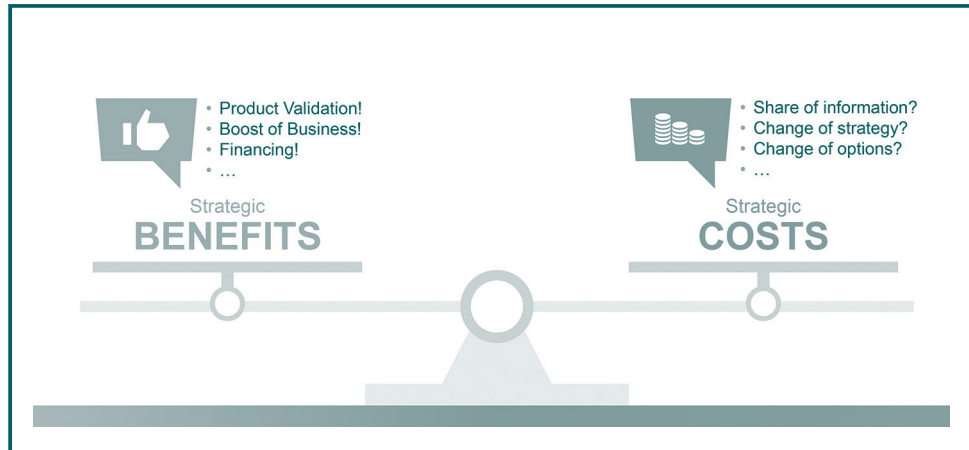 • Product Validation!
• Boost of Business!
• Financing!
• ...
Strategic
BENEFITS
• Share of information?
• Change of strategy?
• Change of options?
• ...
Strategic
COSTS